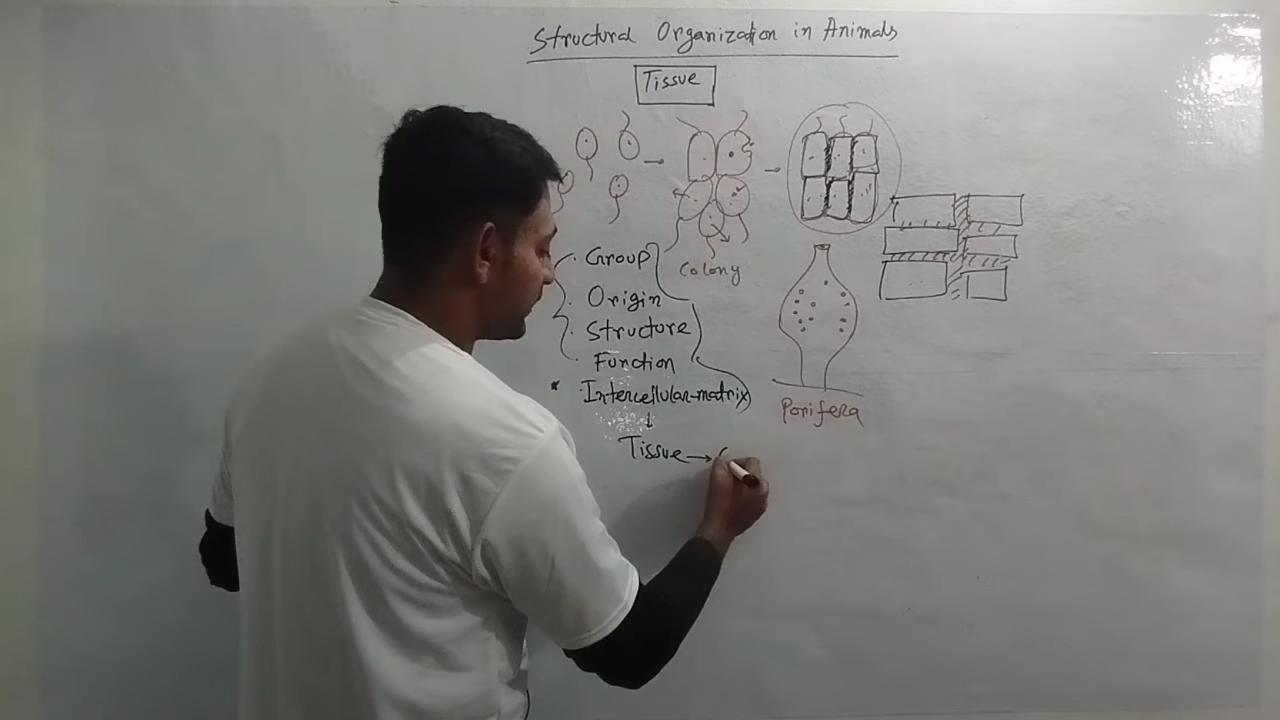 Structural Organization in Animals
Tissue
Colony
· Group
· Origin
· Structure
· Function
* · Intercellular-matrix
↓
Tissue →
Porifera